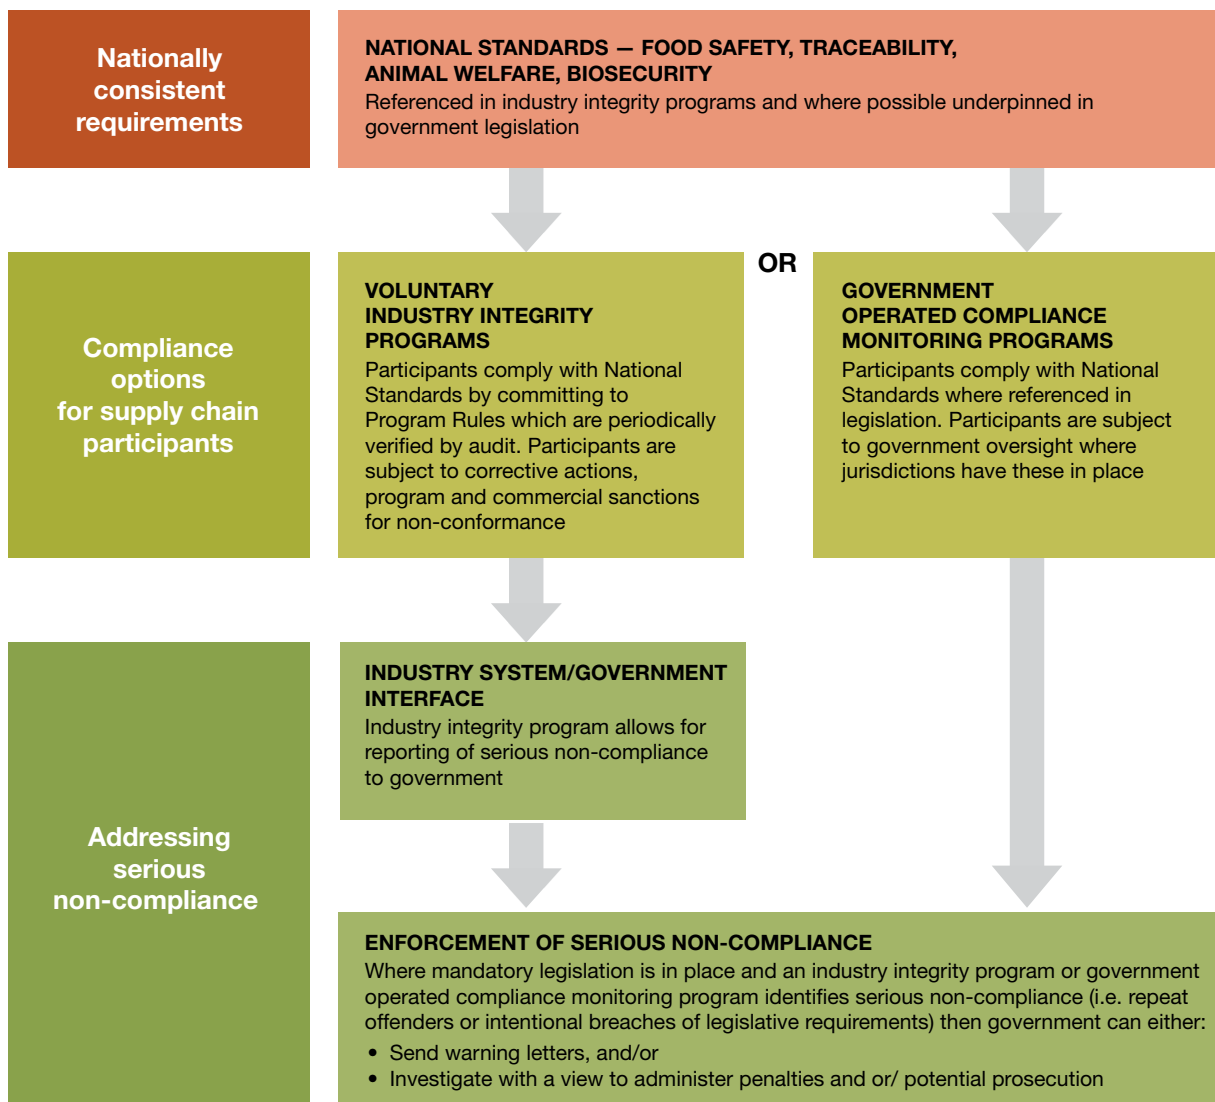 Nationally
consistent
requirements
NATIONAL STANDARDS — FOOD SAFETY, TRACEABILITY,
ANIMAL WELFARE, BIOSECURITY
Referenced in industry integrity programs and where possible underpinned in
government legislation
Compliance
options
for supply chain
participants
VOLUNTARY
INDUSTRY INTEGRITY
PROGRAMS
Participants comply with National
Standards by committing to
Program Rules which are periodically
verified by audit. Participants are
subject to corrective actions,
program and commercial sanctions
for non-conformance
OR
GOVERNMENT
OPERATED COMPLIANCE
MONITORING PROGRAMS
Participants comply with National
Standards where referenced in
legislation. Participants are subject
to government oversight where
jurisdictions have these in place
Addressing
serious
non-compliance
INDUSTRY SYSTEM/GOVERNMENT
INTERFACE
Industry integrity program allows for
reporting of serious non-compliance
to government
ENFORCEMENT OF SERIOUS NON-COMPLIANCE
Where mandatory legislation is in place and an industry integrity program or government
operated compliance monitoring program identifies serious non-compliance (i.e. repeat
offenders or intentional breaches of legislative requirements) then government can either:
• Send warning letters, and/or
• Investigate with a view to administer penalties and or/ potential prosecution